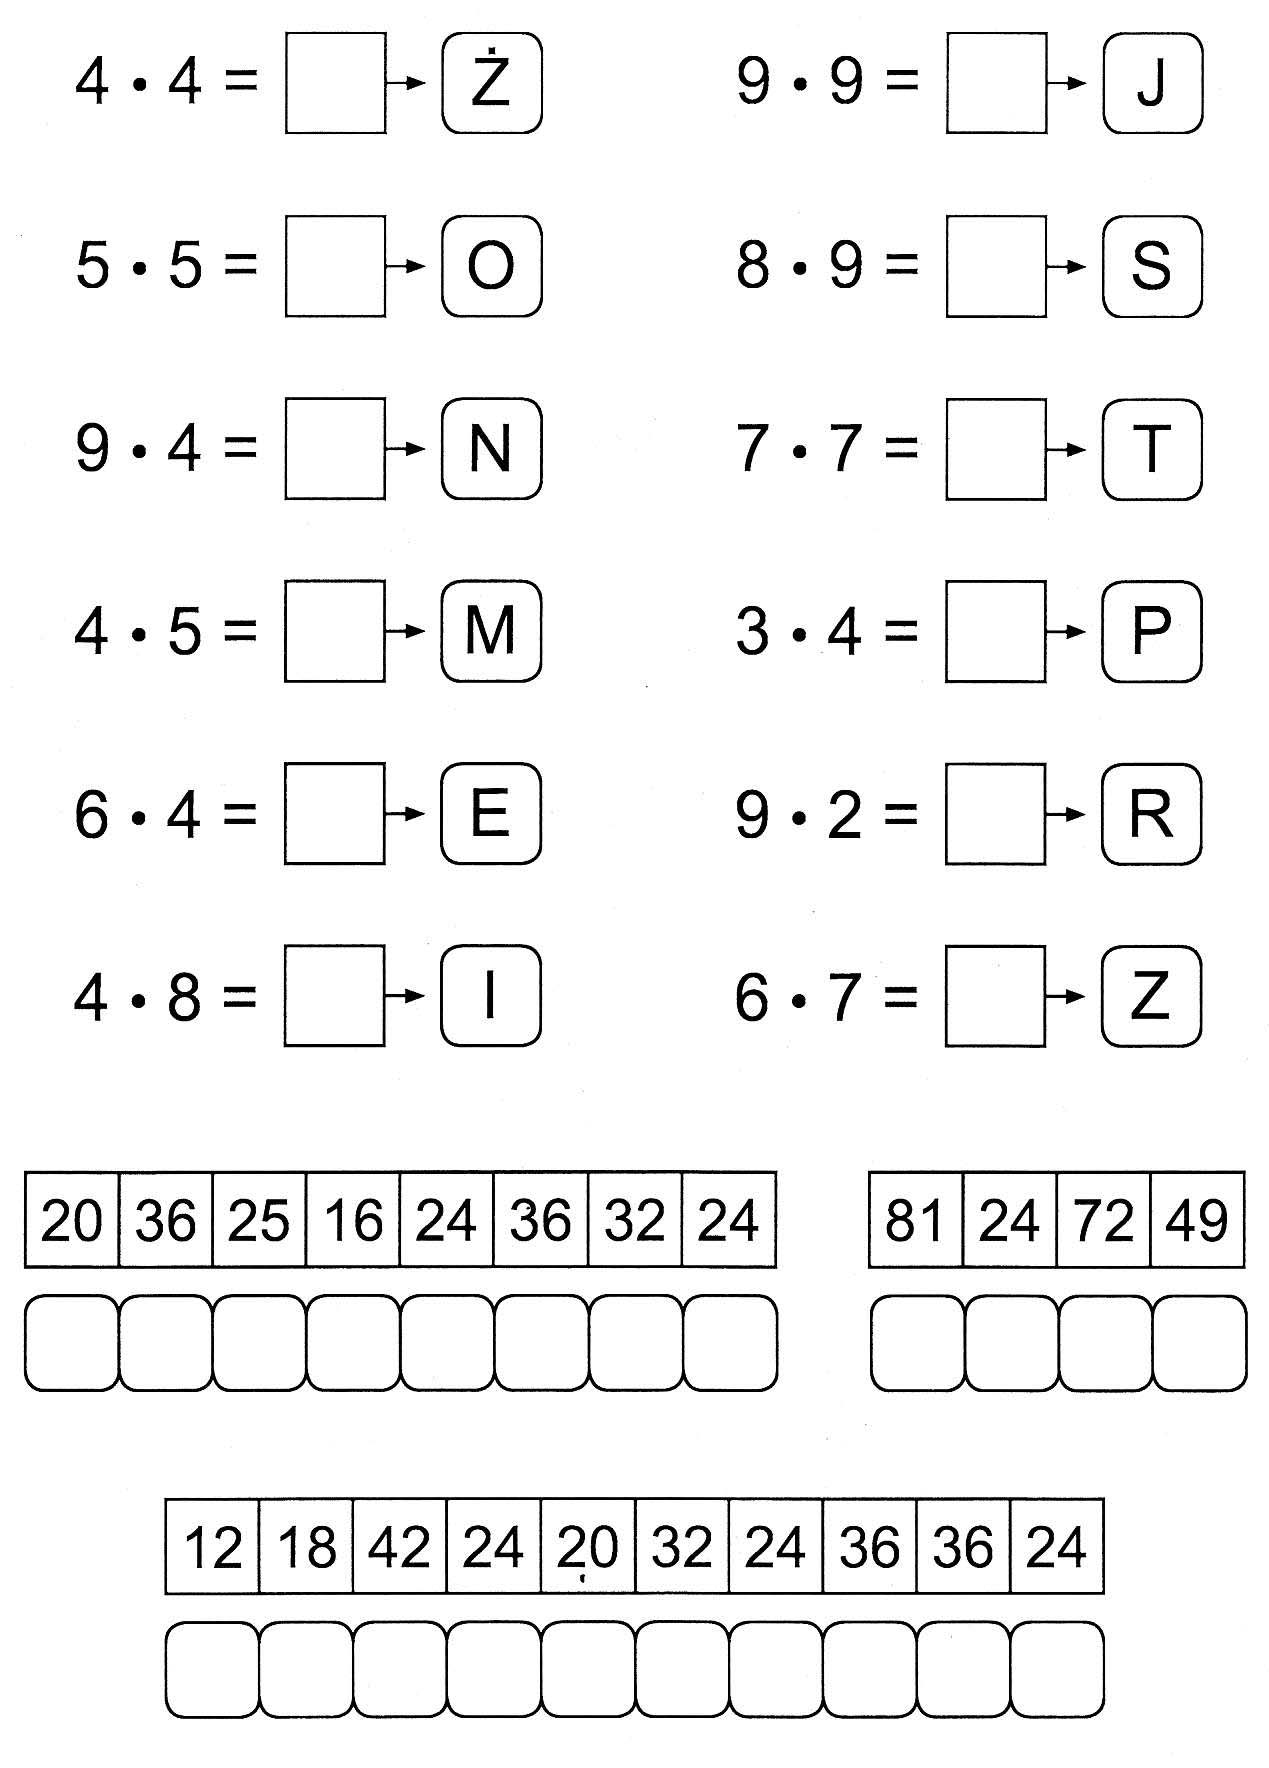 4 • 4 = → Ż 9 • 9 = → J
5 • 5 = → O 8 • 9 = → S
9 • 4 = → N 7 • 7 = → T
4 • 5 = → M 3 • 4 = → P
6 • 4 = → E 9 • 2 = → R
4 • 8 = → I 6 • 7 = → Z
20 36 25 16 24 36 32 24 81 24 72 49
12 18 42 24 20 32 24 36 36 24